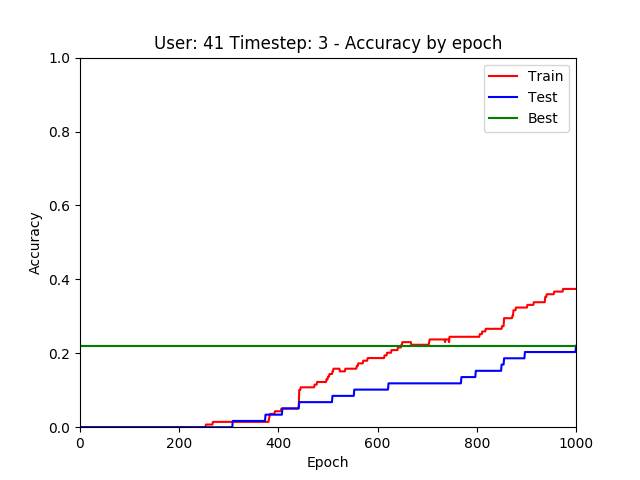 User: 41 Timestep: 3 - Accuracy by epoch
Train
Test
Best
Accuracy
1.0
0.8
0.6
0.4
0.2
0.0
0 200 400 600 800 1000
Epoch